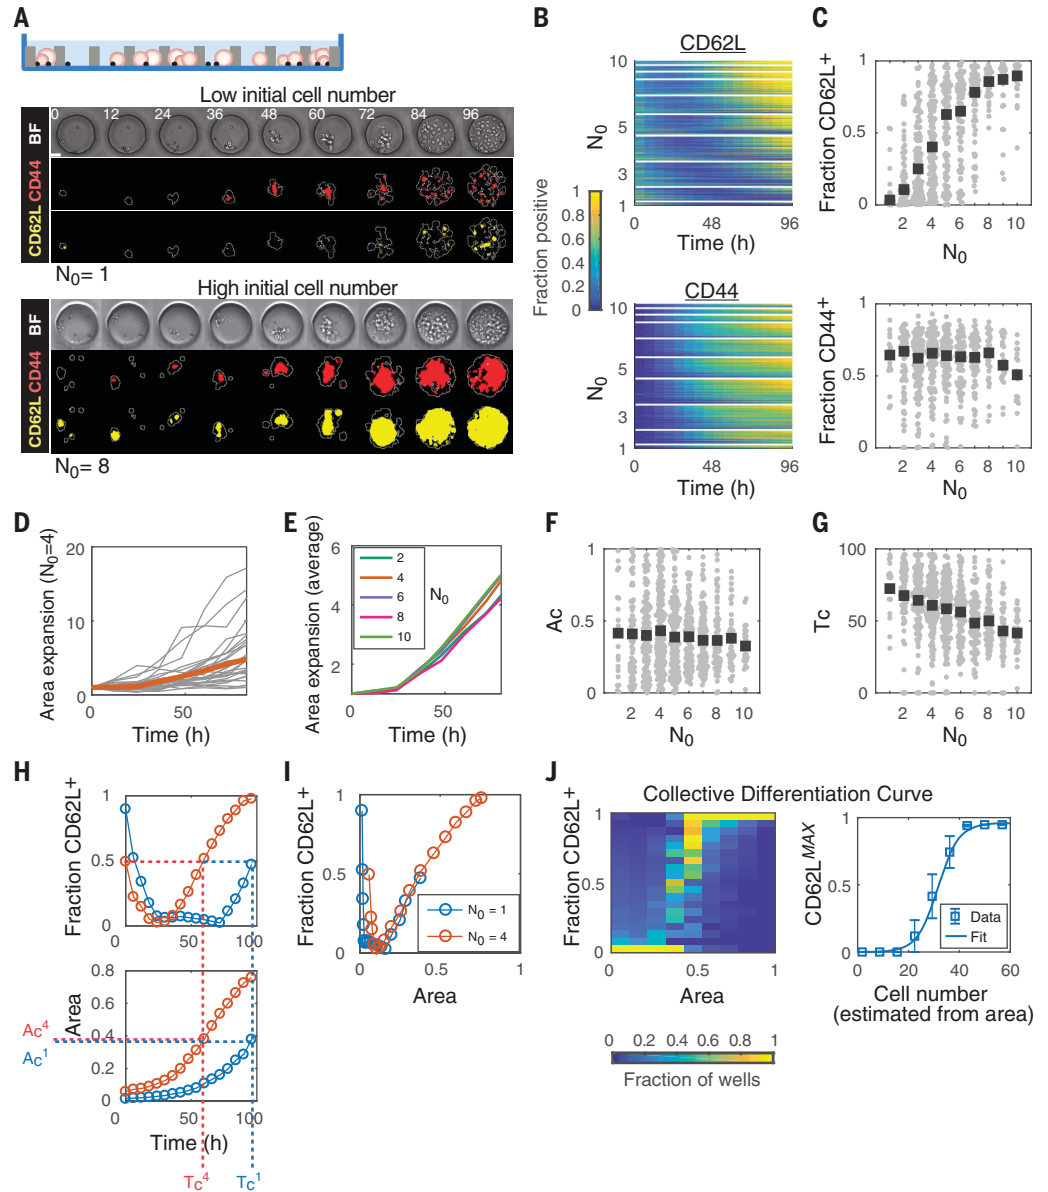 A
Low initial cell number
BF
0 12 24 36 48 60 72 84 96
CD62L CD44
N0= 1
High initial cell number
BF
CD62L CD44
N0= 8
B
CD62L
N0
10
5
3
1
0 48 96
Time (h)
Fraction positive
1
0.8
0.6
0.4
0.2
0
CD44
N0
10
5
3
1
0 48 96
Time (h)
C
Fraction CD62L+
1
0.5
0
2 4 6 8 10
N0
Fraction CD44+
1
0.5
0
2 4 6 8 10
N0
D
Area expansion (N0=4)
20
10
0
0 50
Time (h)
E
Area expansion (average)
6
4
2
2
4
6
8
10
N0
0 50
Time (h)
F
Ac
1
0.5
0
2 4 6 8 10
N0
G
Tc
100
50
0
2 4 6 8 10
N0
H
Fraction CD62L+
1
0.5
0
0 50 100
Area
0.8
0.6
0.4
0.2
0
Ac4
Ac1
0 50 100
Time (h)
Tc4 Tc1
I
Fraction CD62L+
1
0.5
0
N0 = 1
N0 = 4
0 0.5 1
Area
J
Collective Differentiation Curve
Fraction CD62L+
1
0.5
0
0 0.5 1
Area
0 0.2 0.4 0.6 0.8 1
Fraction of wells
CD62L MAX
1
0.5
0
Data
Fit
0 20 40 60
Cell number
(estimated from area)